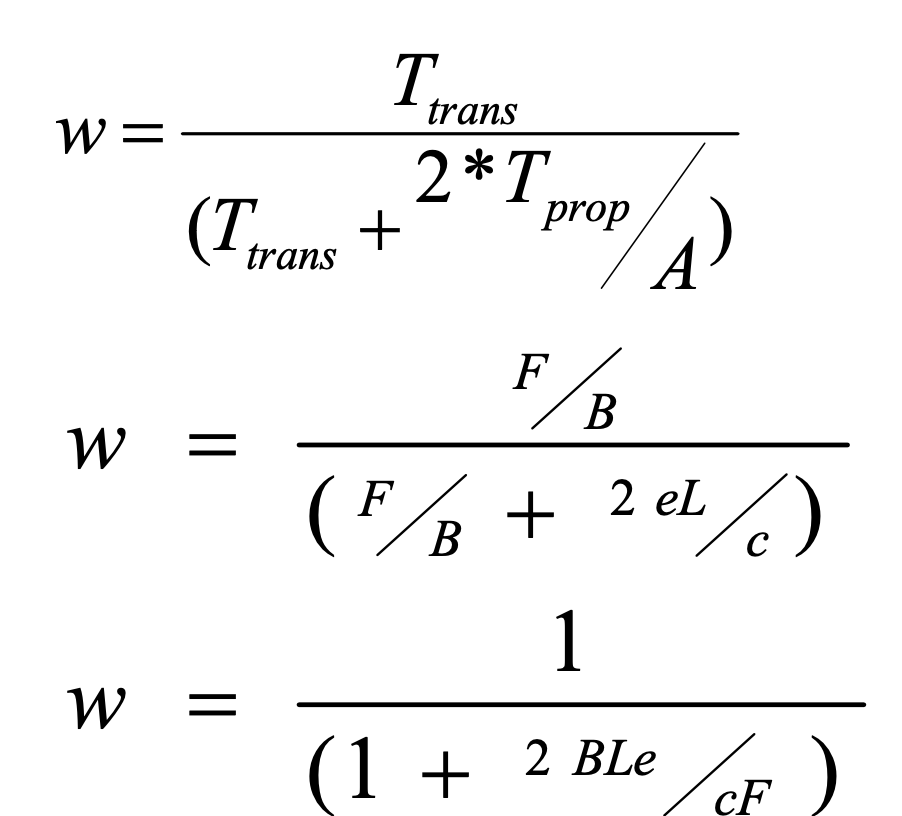 w = T_trans / (T_trans + 2 * T_prop / A)
w = F/B / ( F/B + 2 eL/c )
w = 1 / (1 + 2 BLe/cF )